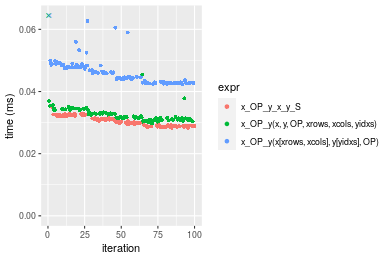 0.06
0.04
0.02
0.00
time (ms)
0
25
50
75
100
iteration
expr
x_OP_y_x_y_S
x_OP_y(x, y, OP, xrows, xcols, yidxs)
x_OP_y(x[xrows, xcols], y[yidxs], OP)